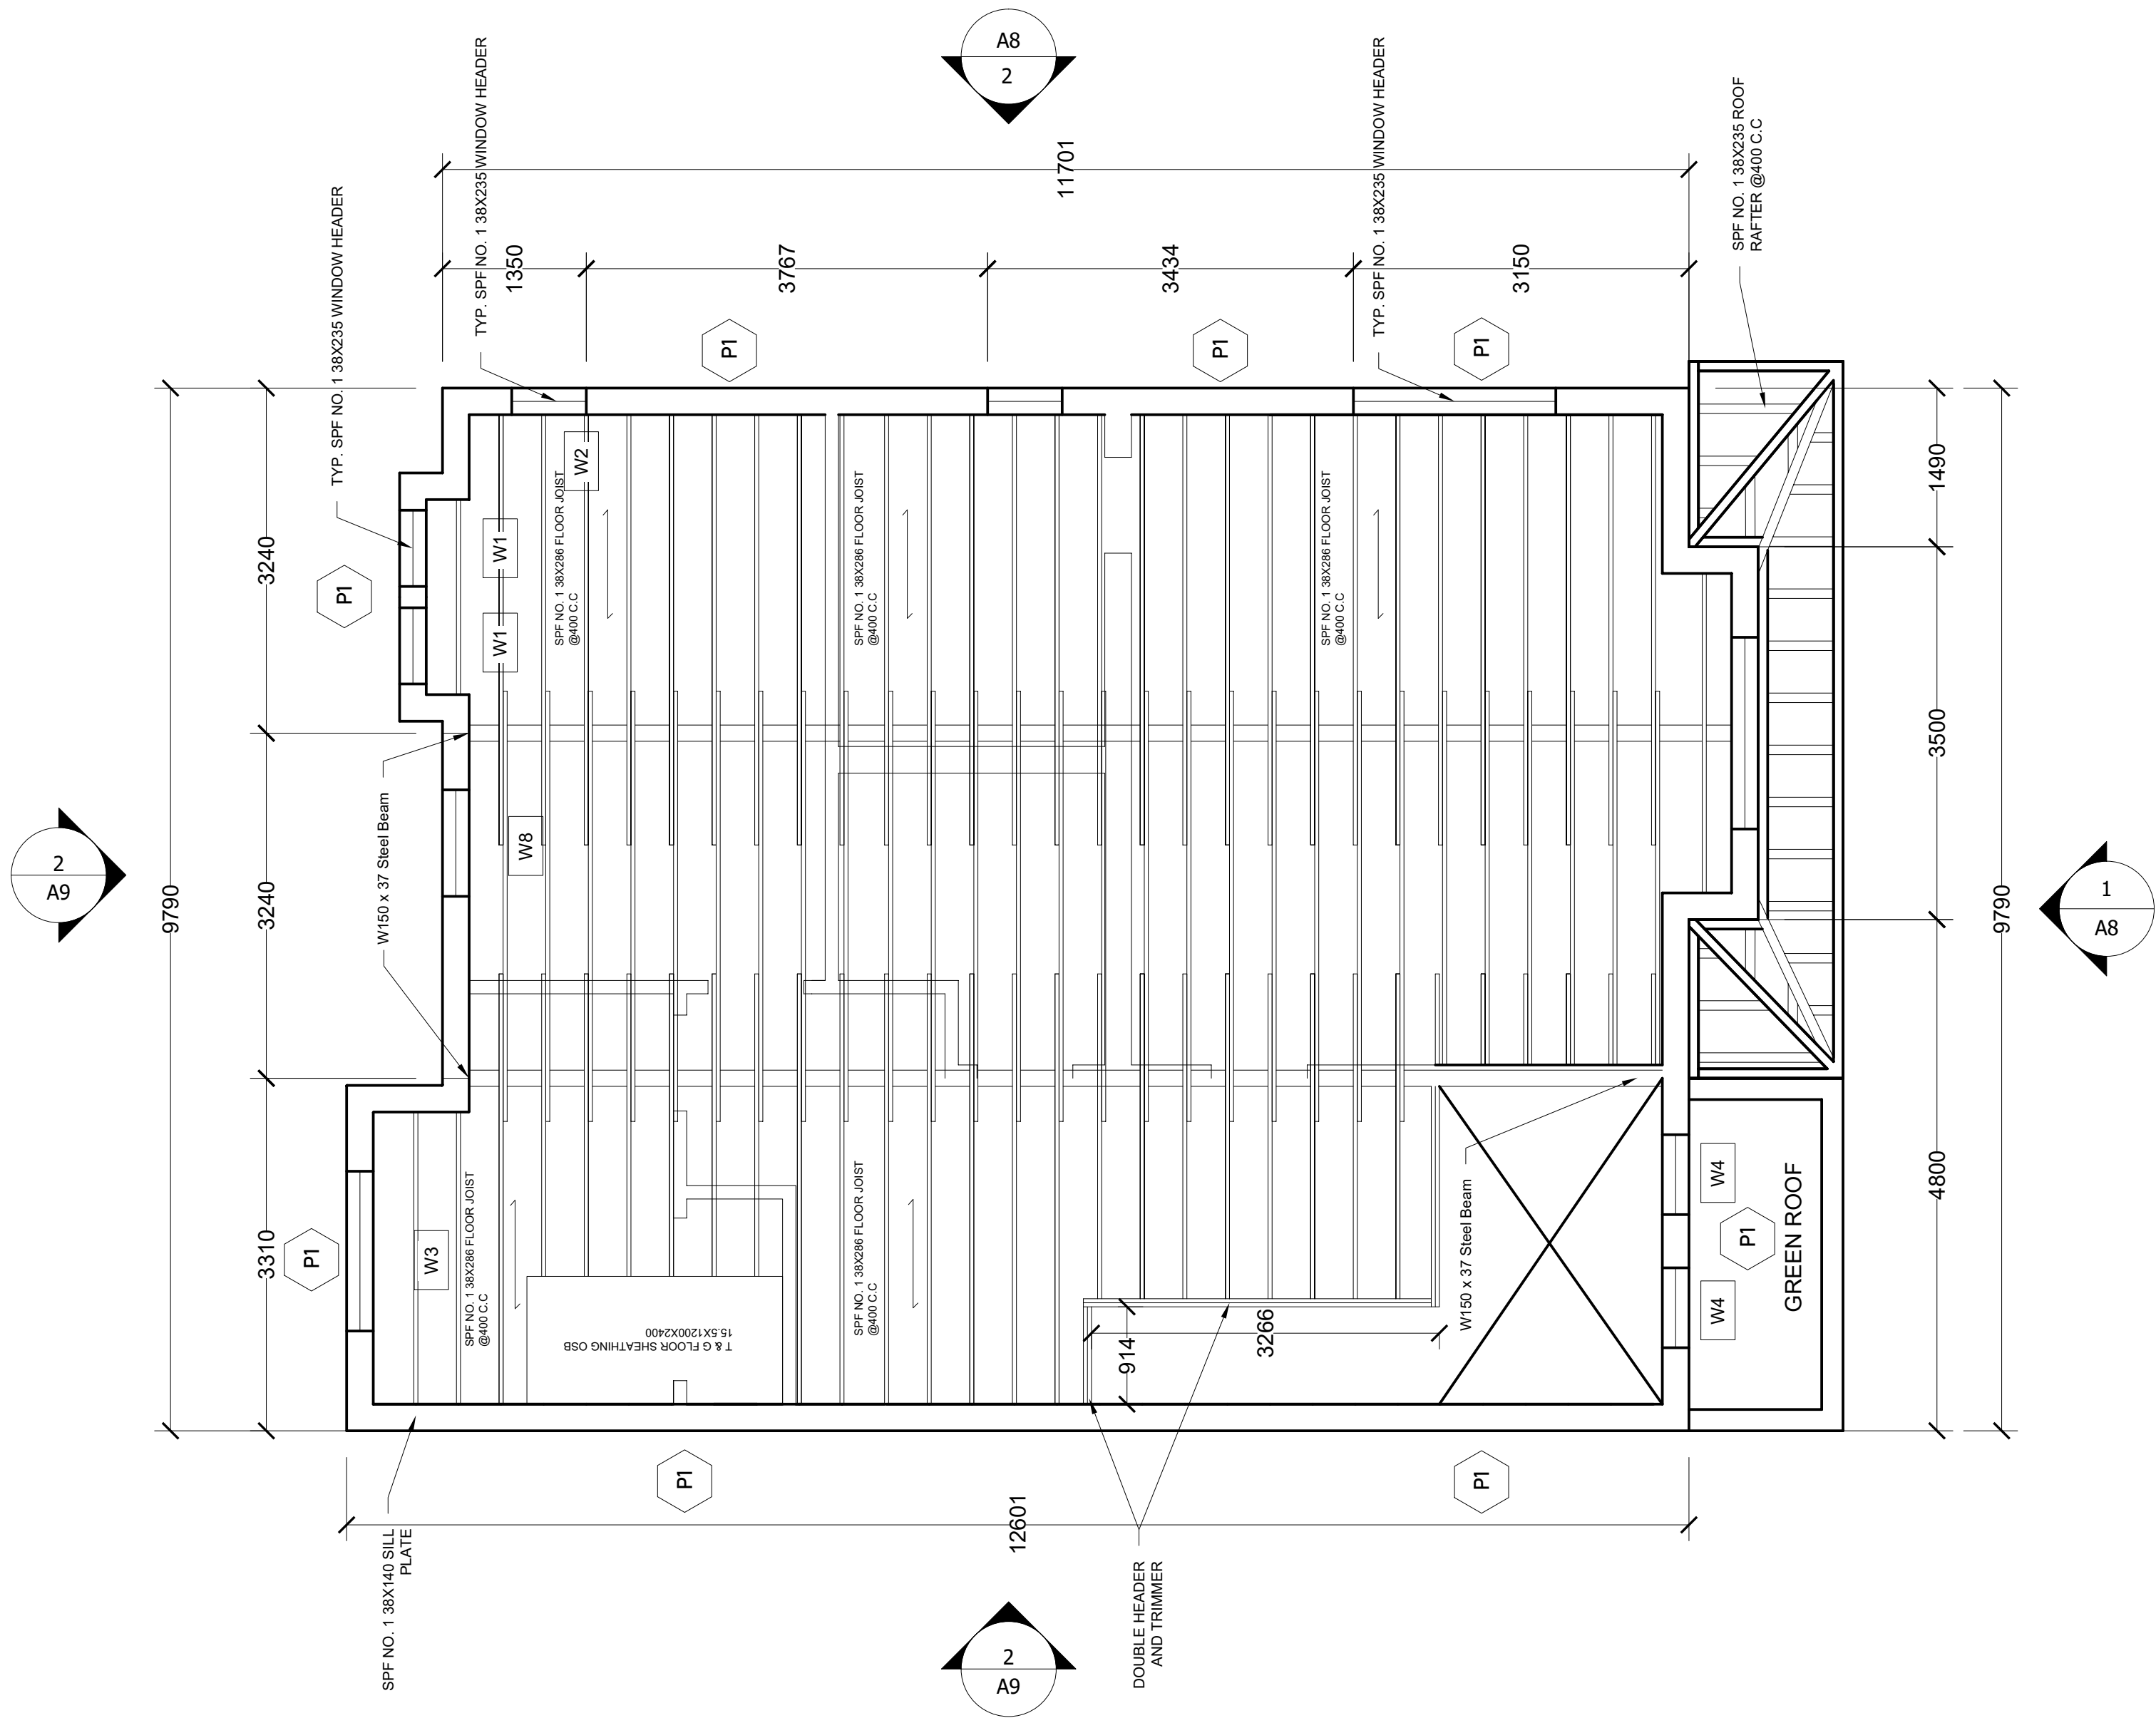 A8
2
TYP. SPF NO. 1 38X235 WINDOW HEADER
TYP. SPF NO. 1 38X235 WINDOW HEADER
TYP. SPF NO. 1 38X235 WINDOW HEADER
SPF NO. 1 38X235 ROOF
RAFTER @400 C.C
11701
1350
3767
3434
3150
P1
P1
P1
P1
9790
3240
3240
3310
W1
W1
W2
SPF NO. 1 38X286 FLOOR JOIST
@400 C.C
SPF NO. 1 38X286 FLOOR JOIST
@400 C.C
SPF NO. 1 38X286 FLOOR JOIST
@400 C.C
1490
3500
4800
9790
2
A9
W150 x 37 Steel Beam
W8
1
A8
P1
W3
SPF NO. 1 38X286 FLOOR JOIST
@400 C.C
SPF NO. 1 38X286 FLOOR JOIST
@400 C.C
T & G FLOOR SHEATHING OSB
15.5X1200X2400
914
3266
W150 x 37 Steel Beam
W4
W4
P1
GREEN ROOF
P1
P1
12601
SPF NO. 1 38X140 SILL
PLATE
DOUBLE HEADER
AND TRIMMER
2
A9